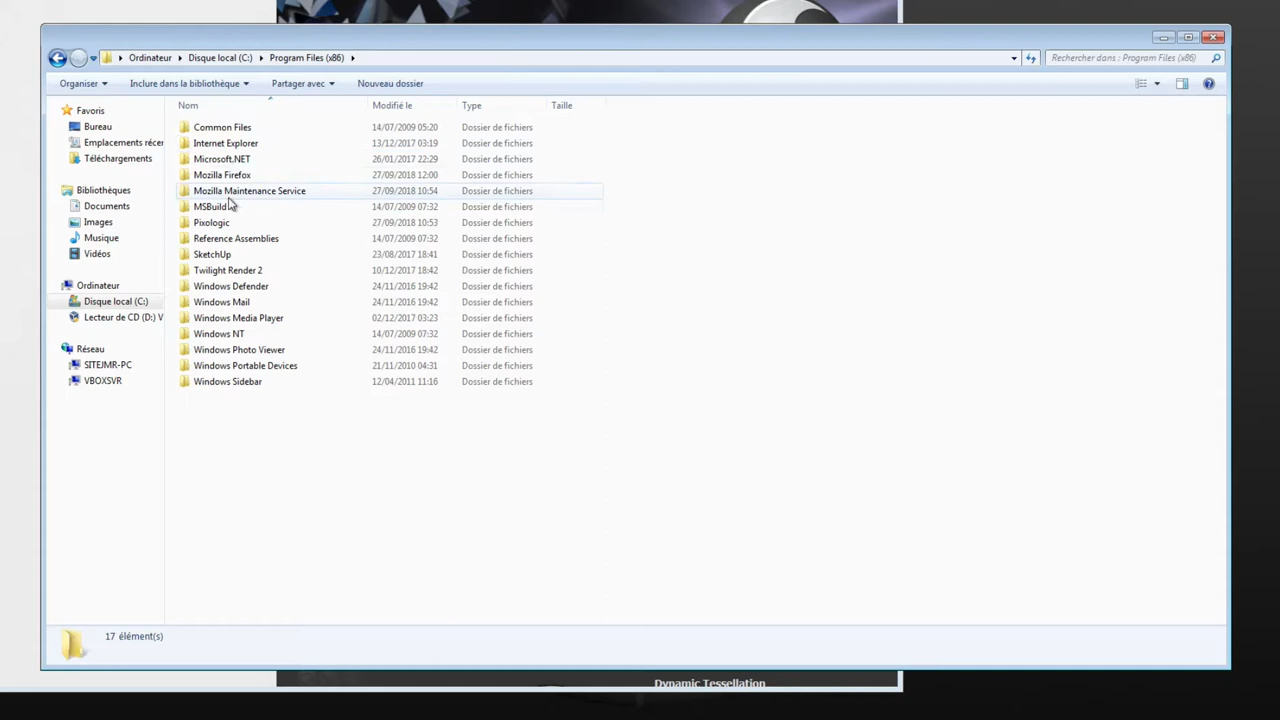 Ordinateur Disque local (C:) Program Files (x86) Rechercher dans : Program Files (x86)
Organiser Inclure dans la bibliothèque Partager avec Nouveau dossier
Nom Modifié le Type Taille
Favoris
Bureau
Emplacements récer
Téléchargements
Bibliothèques
Documents
Images
Musique
Vidéos
Ordinateur
Disque local (C:)
Lecteur de CD (D:) V
Réseau
SITEJMR-PC
VBOXSVR
Common Files 14/07/2009 05:20 Dossier de fichiers
Internet Explorer 13/12/2017 03:19 Dossier de fichiers
Microsoft.NET 26/01/2017 22:29 Dossier de fichiers
Mozilla Firefox 27/09/2018 12:00 Dossier de fichiers
Mozilla Maintenance Service 27/09/2018 10:54 Dossier de fichiers
MSBuild 14/07/2009 07:32 Dossier de fichiers
Pixologic 27/09/2018 10:53 Dossier de fichiers
Reference Assemblies 14/07/2009 07:32 Dossier de fichiers
SketchUp 23/08/2017 18:41 Dossier de fichiers
Twilight Render 2 10/12/2017 18:42 Dossier de fichiers
Windows Defender 24/11/2016 19:42 Dossier de fichiers
Windows Mail 24/11/2016 19:42 Dossier de fichiers
Windows Media Player 02/12/2017 03:23 Dossier de fichiers
Windows NT 14/07/2009 07:32 Dossier de fichiers
Windows Photo Viewer 24/11/2016 19:42 Dossier de fichiers
Windows Portable Devices 21/11/2010 04:31 Dossier de fichiers
Windows Sidebar 12/04/2011 11:16 Dossier de fichiers
17 élément(s)
Dynamic Tessellation